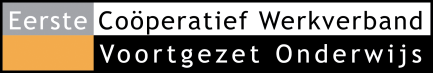 Eerste Coöperatief Werkverband
Voortgezet Onderwijs